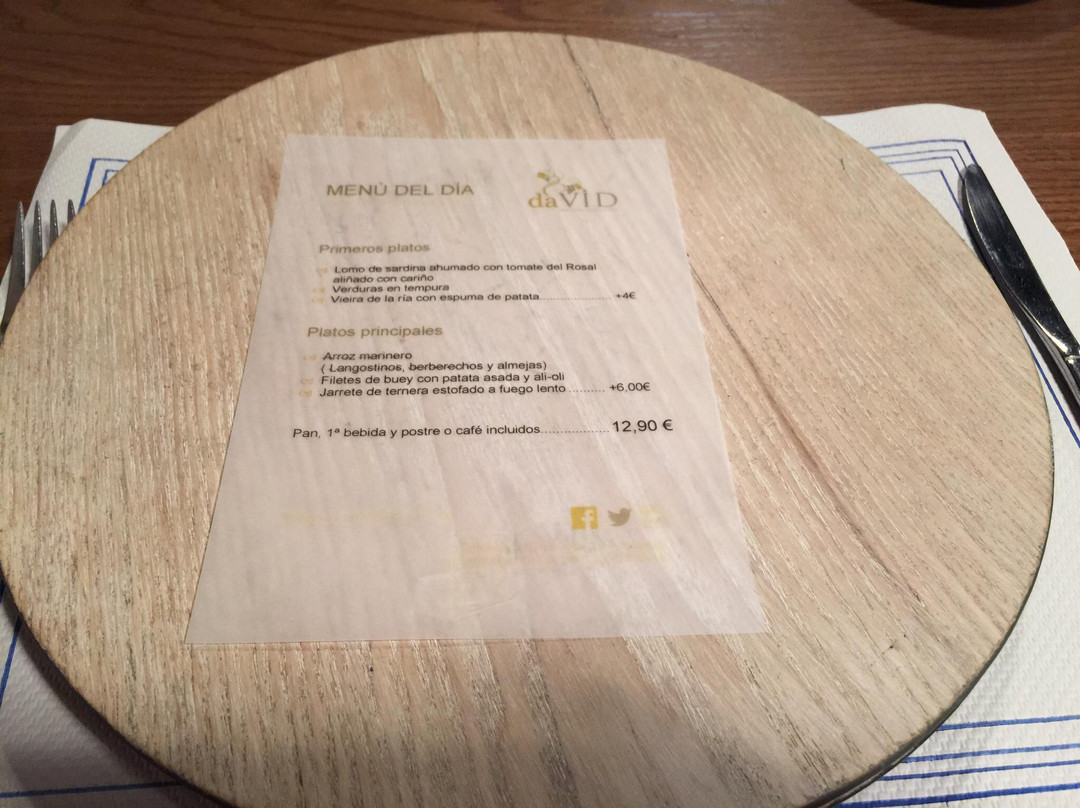 MENÚ DEL DÍA
daVID
Primeros platos
Lomo de sardina ahumado con tomate del Rosal
aliñado con cariño
Verduras en tempura
Vieira de la ría con espuma de patata..................... +4€
Platos principales
Arroz marinero
( Langostinos, berberechos y almejas)
Filetes de buey con patata asada y ali-oli
Jarrete de ternera estofado a fuego lento .......... +6,00€
Pan, 1ª bebida y postre o café incluidos.................. 12,90 €